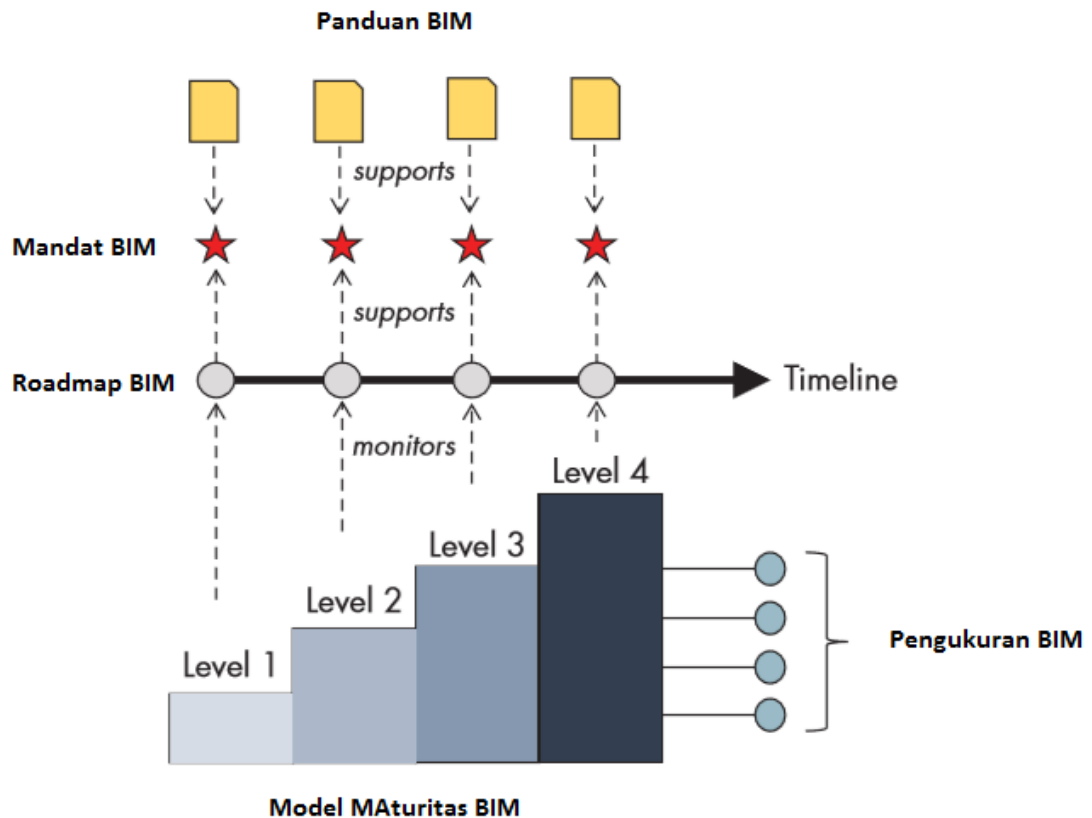 Panduan BIM
supports
Mandat BIM
supports
Roadmap BIM
Timeline
monitors
Level 4
Level 3
Level 2
Level 1
Pengukuran BIM
Model MAturitas BIM